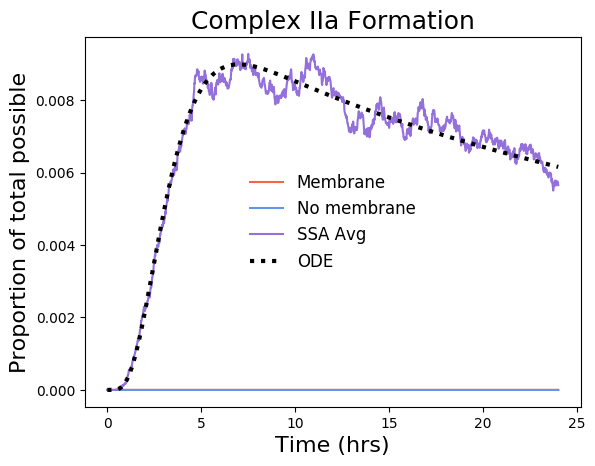 Complex IIa Formation
Proportion of total possible
0.008
0.006
0.004
0.002
0.000
Membrane
No membrane
SSA Avg
ODE
0
5
10
15
20
25
Time (hrs)